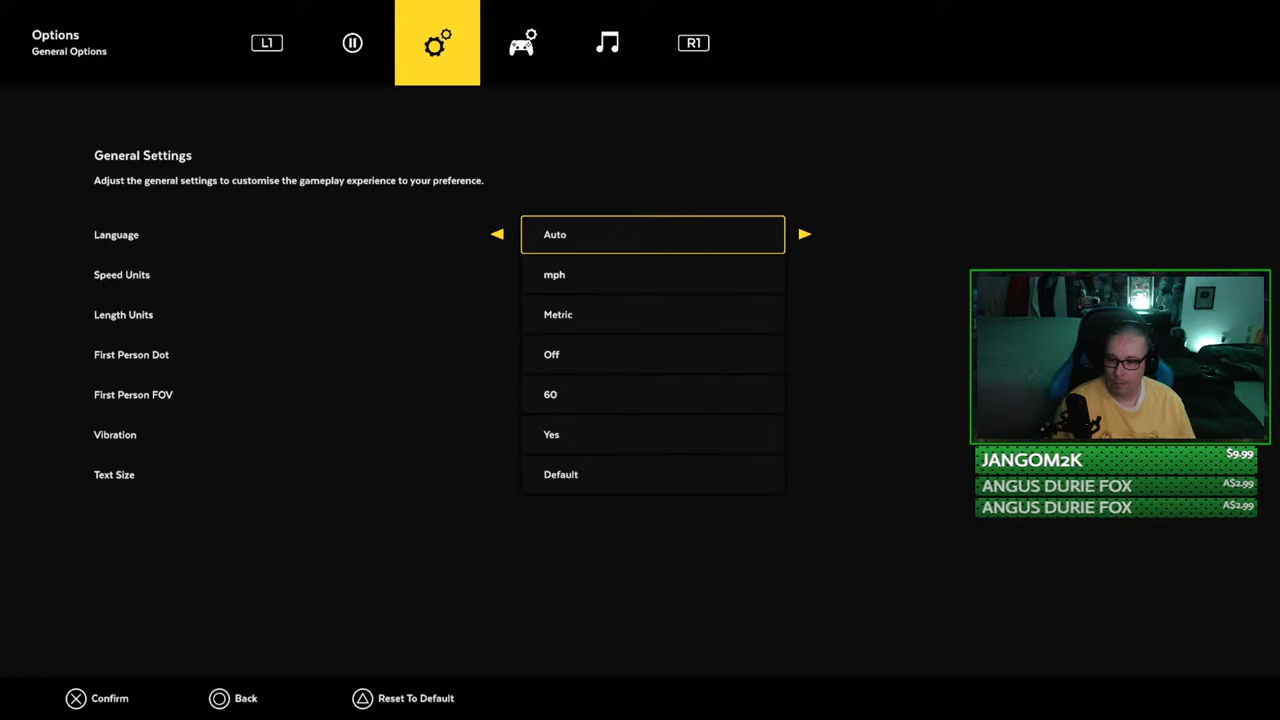 Options
General Options
L1
R1
General Settings
Adjust the general settings to customise the gameplay experience to your preference.
Language
Auto
Speed Units
mph
Length Units
Metric
First Person Dot
Off
First Person FOV
60
Vibration
Yes
Text Size
Default
JANGOM2K $9.99
ANGUS DURIE FOX A$2.99
ANGUS DURIE FOX A$2.99
Confirm
Back
Reset To Default